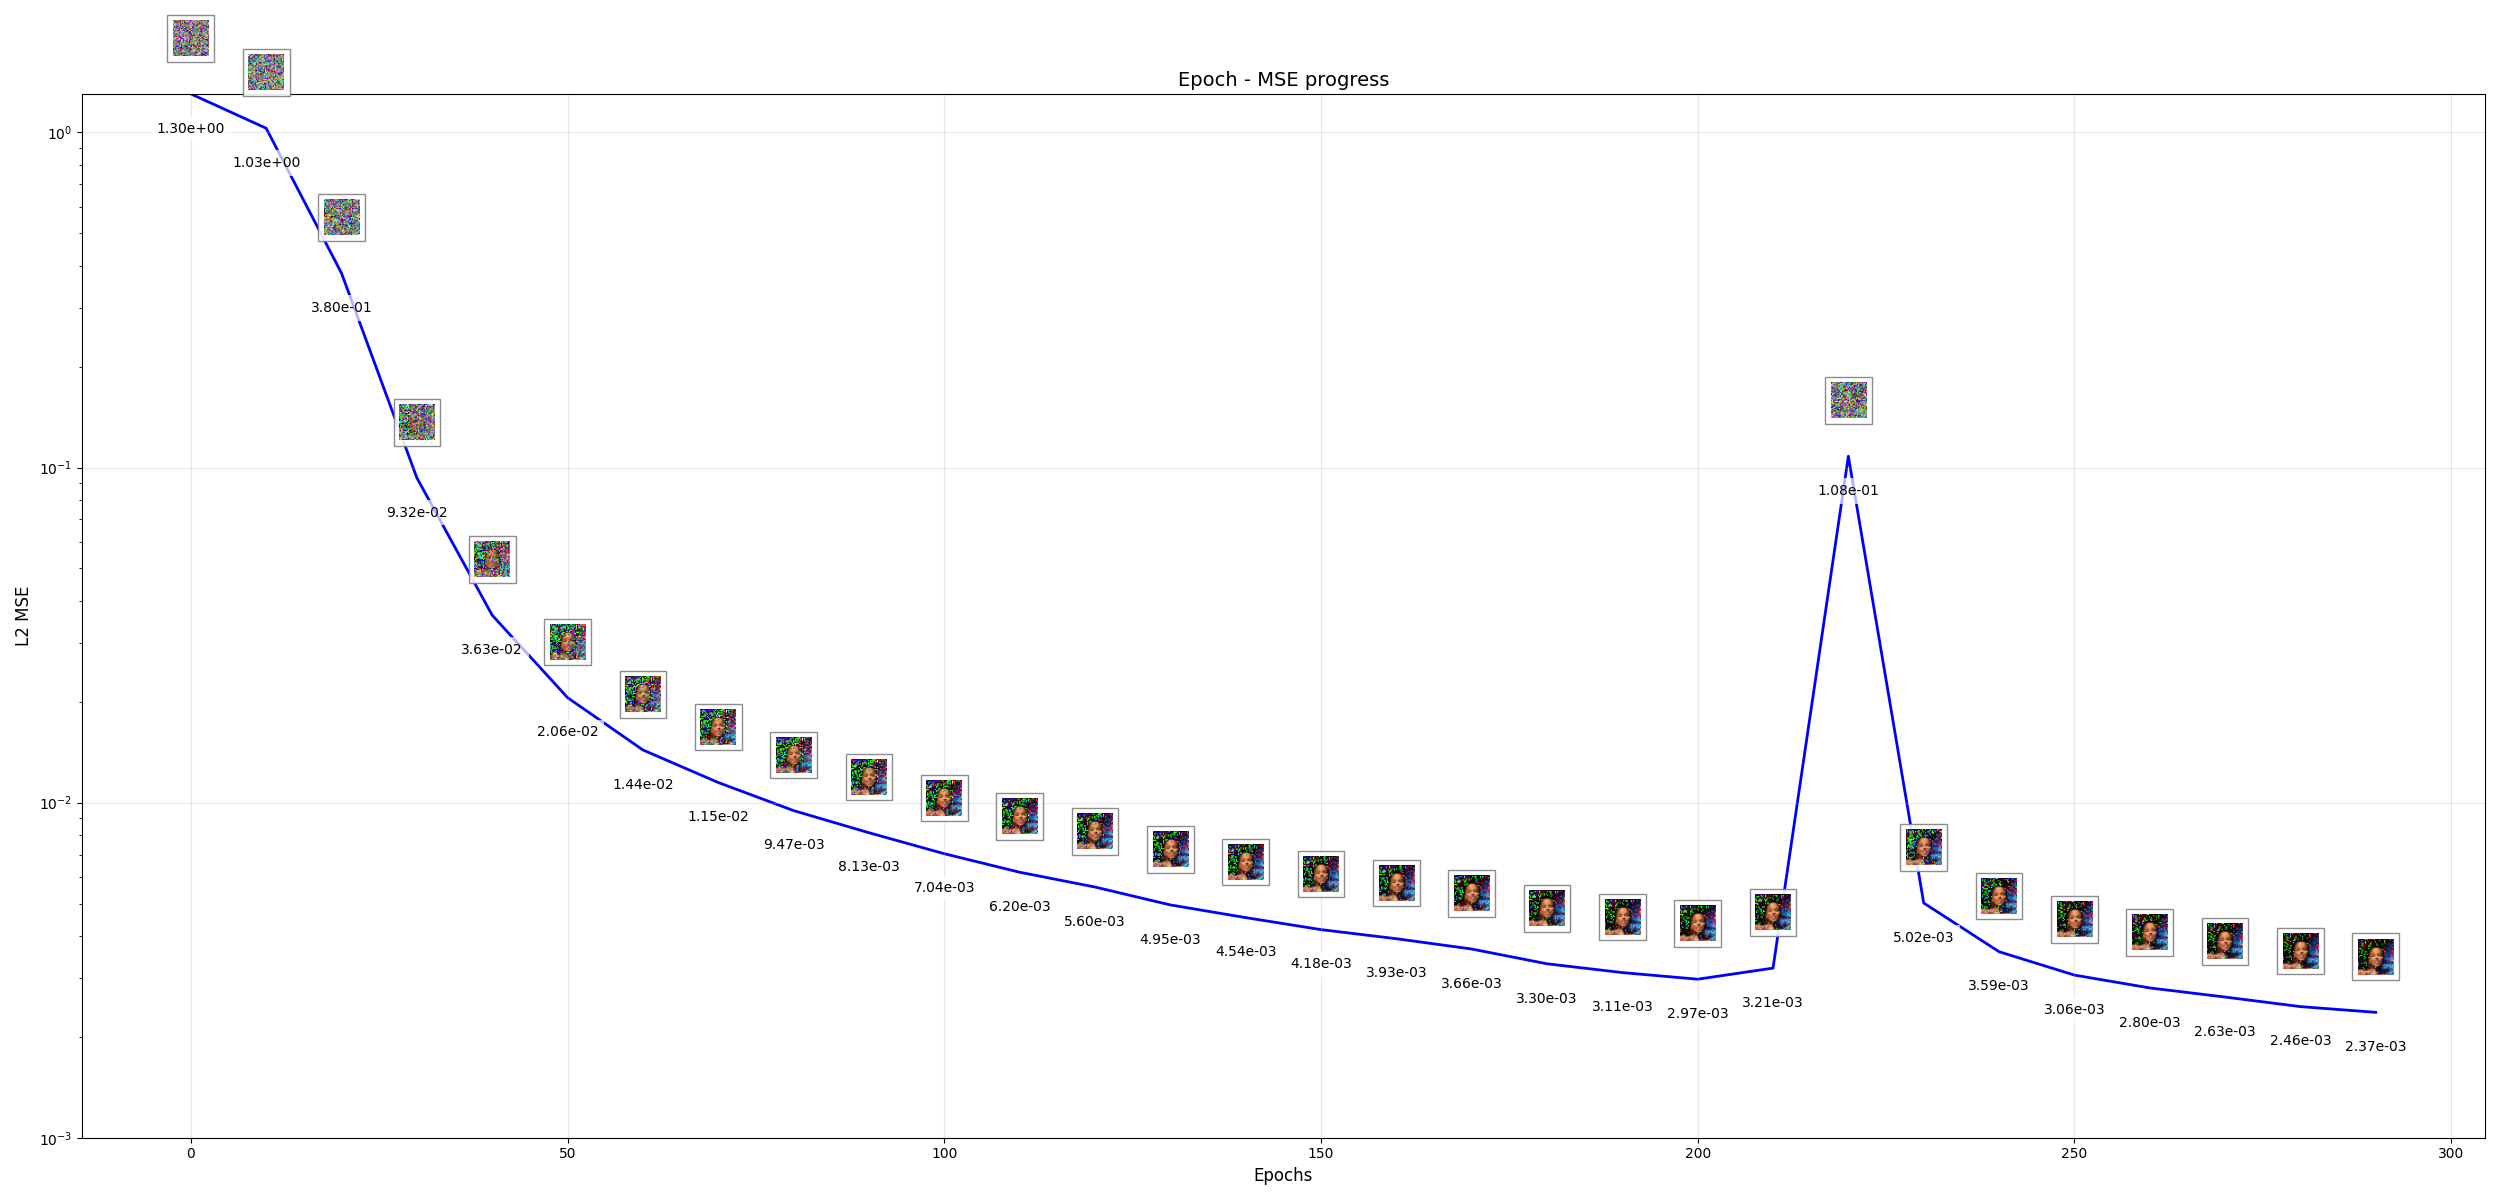 Epoch - MSE progress
10⁰
10⁻¹
10⁻²
10⁻³
L2 MSE
1.30e+00
1.03e+00
3.80e-01
9.32e-02
3.63e-02
2.06e-02
1.44e-02
1.15e-02
9.47e-03
8.13e-03
7.04e-03
6.20e-03
5.60e-03
4.95e-03
4.54e-03
4.18e-03
3.93e-03
3.66e-03
3.30e-03
3.11e-03
2.97e-03
3.21e-03
1.08e-01
5.02e-03
3.59e-03
3.06e-03
2.80e-03
2.63e-03
2.46e-03
2.37e-03
0 50 100 150 200 250 300
Epochs